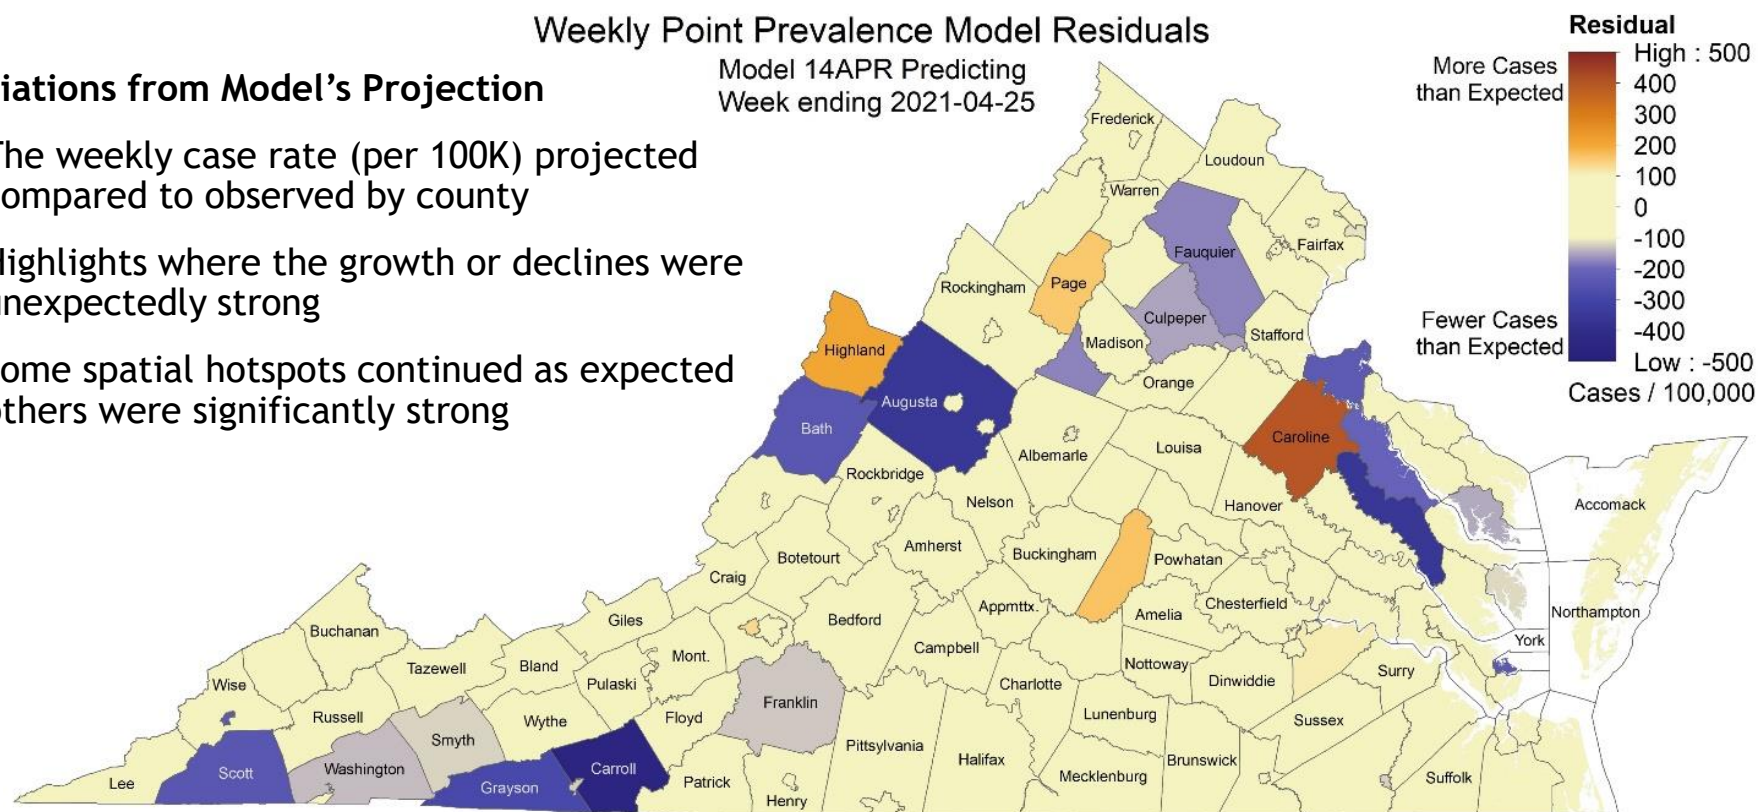 Weekly Point Prevalence Model Residuals
Model 14APR Predicting
Week ending 2021-04-25
iations from Model's Projection
The weekly case rate (per 100K) projected
ompared to observed by county
Highlights where the growth or declines were
unexpectedly strong
ome spatial hotspots continued as expected
others were significantly strong
Residual
More Cases
than Expected
High : 500
400
300
200
100
0
-100
-200
-300
-400
Low : -500
Fewer Cases
than Expected
Cases / 100,000
Frederick
Loudoun
Warren
Fairfax
Fauquier
Page
Rockingham
Culpeper
Stafford
Madison
Highland
Orange
Augusta
Bath
Caroline
Louisa
Albemarle
Rockbridge
Nelson
Hanover
Accomack
Amherst
Buckingham
Powhatan
Botetourt
Craig
Appmttx.
Amelia
Chesterfield
Northampton
Bedford
Giles
Buchanan
York
Campbell
Mont.
Bland
Tazewell
Nottoway
Surry
Dinwiddie
Wise
Pulaski
Charlotte
Franklin
Lunenburg
Russell
Wythe
Floyd
Sussex
Smyth
Pittsylvania
Halifax
Brunswick
Washington
Carroll
Scott
Mecklenburg
Suffolk
Lee
Grayson
Patrick
Henry